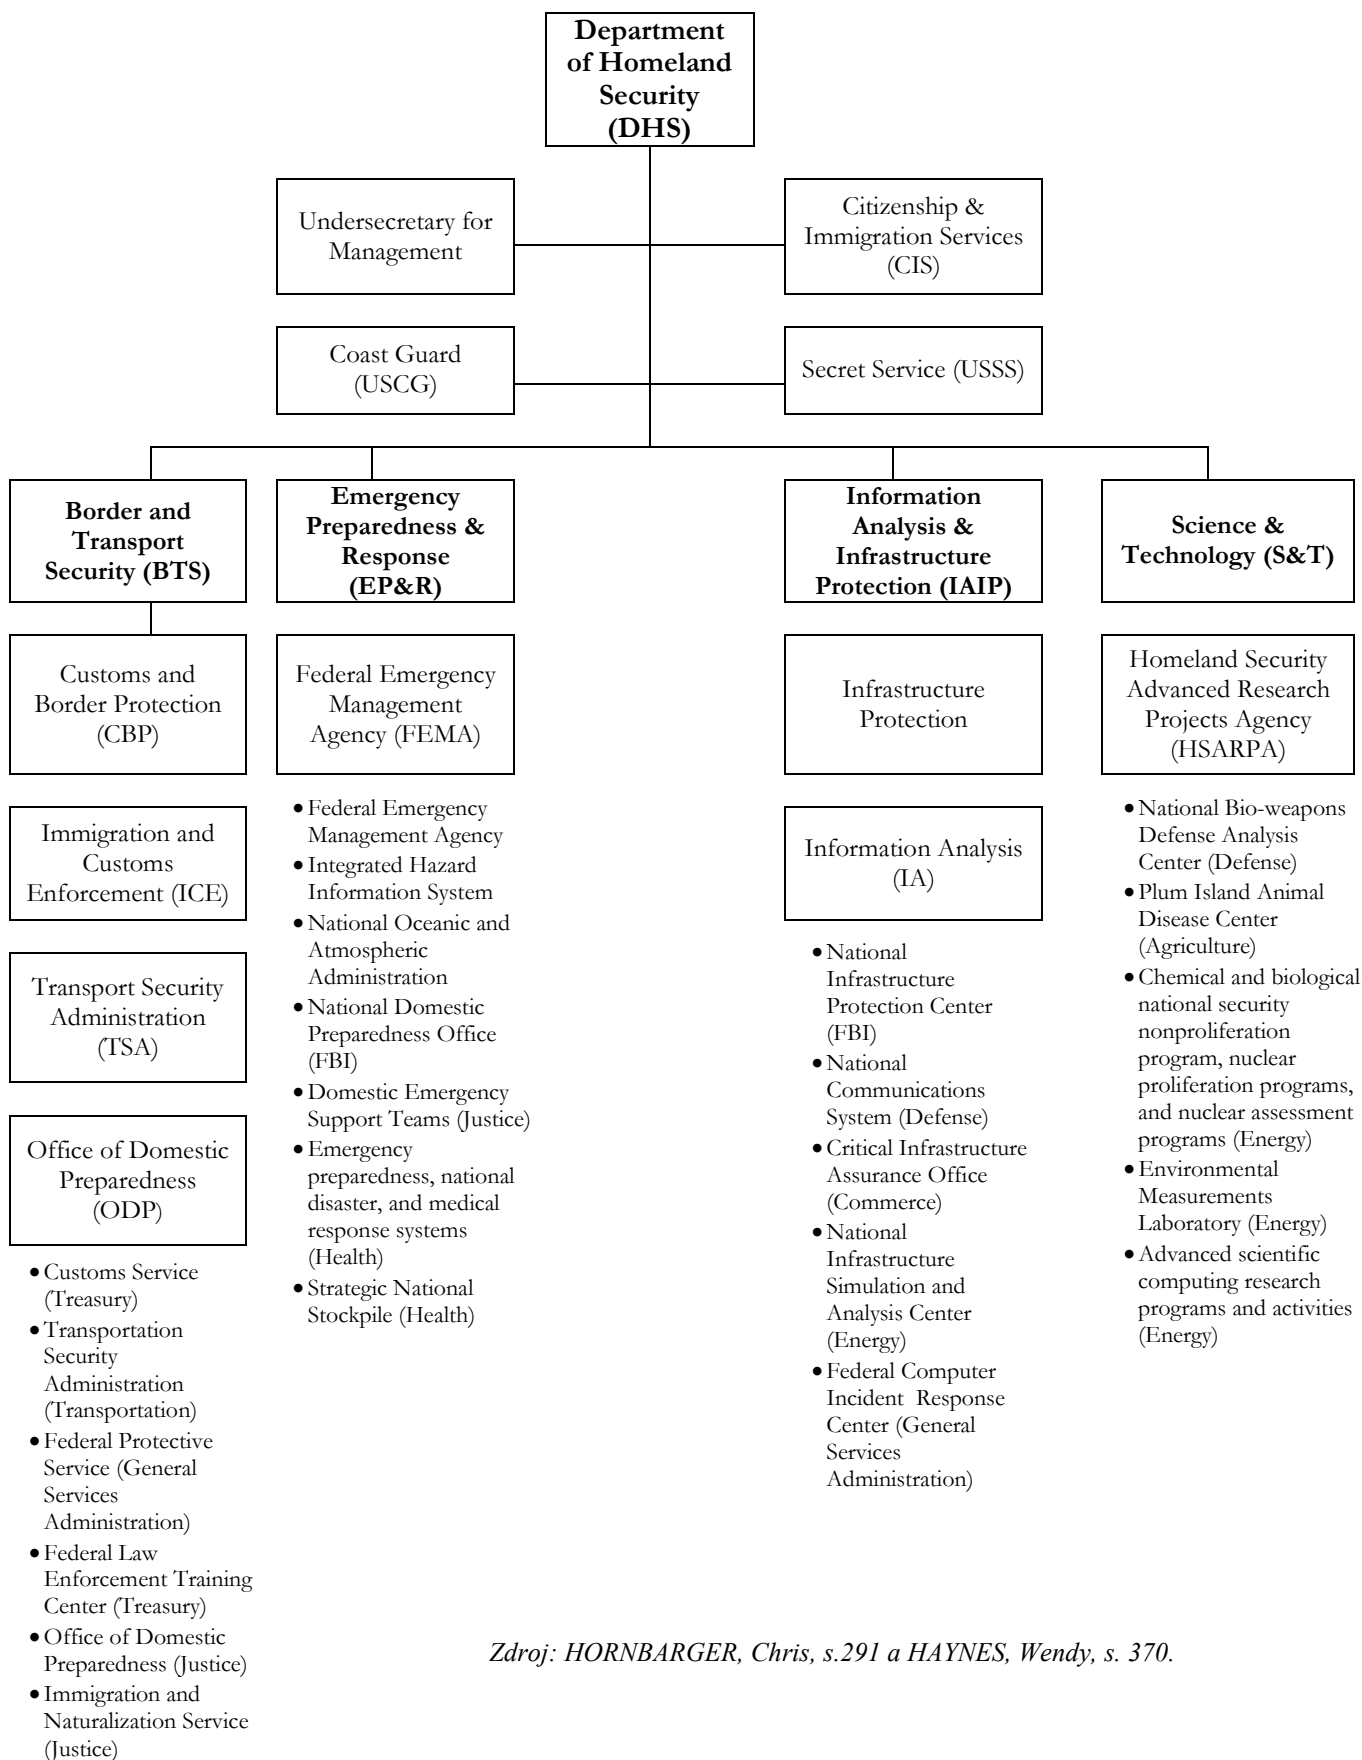 Department
of Homeland
Security
(DHS)
Undersecretary for
Management
Citizenship &
Immigration Services
(CIS)
Coast Guard
(USCG)
Secret Service (USSS)
Border and
Transport
Security (BTS)
Emergency
Preparedness &
Response
(EP&R)
Information
Analysis &
Infrastructure
Protection (IAIP)
Science &
Technology (S&T)
Customs and
Border Protection
(CBP)
Immigration and
Customs
Enforcement (ICE)
Transport Security
Administration
(TSA)
Office of Domestic
Preparedness
(ODP)
• Customs Service
(Treasury)
• Transportation
Security
Administration
(Transportation)
• Federal Protective
Service (General
Services
Administration)
• Federal Law
Enforcement Training
Center (Treasury)
• Office of Domestic
Preparedness (Justice)
• Immigration and
Naturalization Service
(Justice)
Federal Emergency
Management
Agency (FEMA)
• Federal Emergency
Management Agency
• Integrated Hazard
Information System
• National Oceanic and
Atmospheric
Administration
• National Domestic
Preparedness Office
(FBI)
• Domestic Emergency
Support Teams (Justice)
• Emergency
preparedness, national
disaster, and medical
response systems
(Health)
• Strategic National
Stockpile (Health)
Infrastructure
Protection
Information Analysis
(IA)
• National
Infrastructure
Protection Center
(FBI)
• National
Communications
System (Defense)
• Critical Infrastructure
Assurance Office
(Commerce)
• National
Infrastructure
Simulation and
Analysis Center
(Energy)
• Federal Computer
Incident Response
Center (General
Services
Administration)
Homeland Security
Advanced Research
Projects Agency
(HSARPA)
• National Bio-weapons
Defense Analysis
Center (Defense)
• Plum Island Animal
Disease Center
(Agriculture)
• Chemical and biological
national security
nonproliferation
program, nuclear
proliferation programs,
and nuclear assessment
programs (Energy)
• Environmental
Measurements
Laboratory (Energy)
• Advanced scientific
computing research
programs and activities
(Energy)
Zdroj: HORNBARGER, Chris, s.291 a HAYNES, Wendy, s. 370.